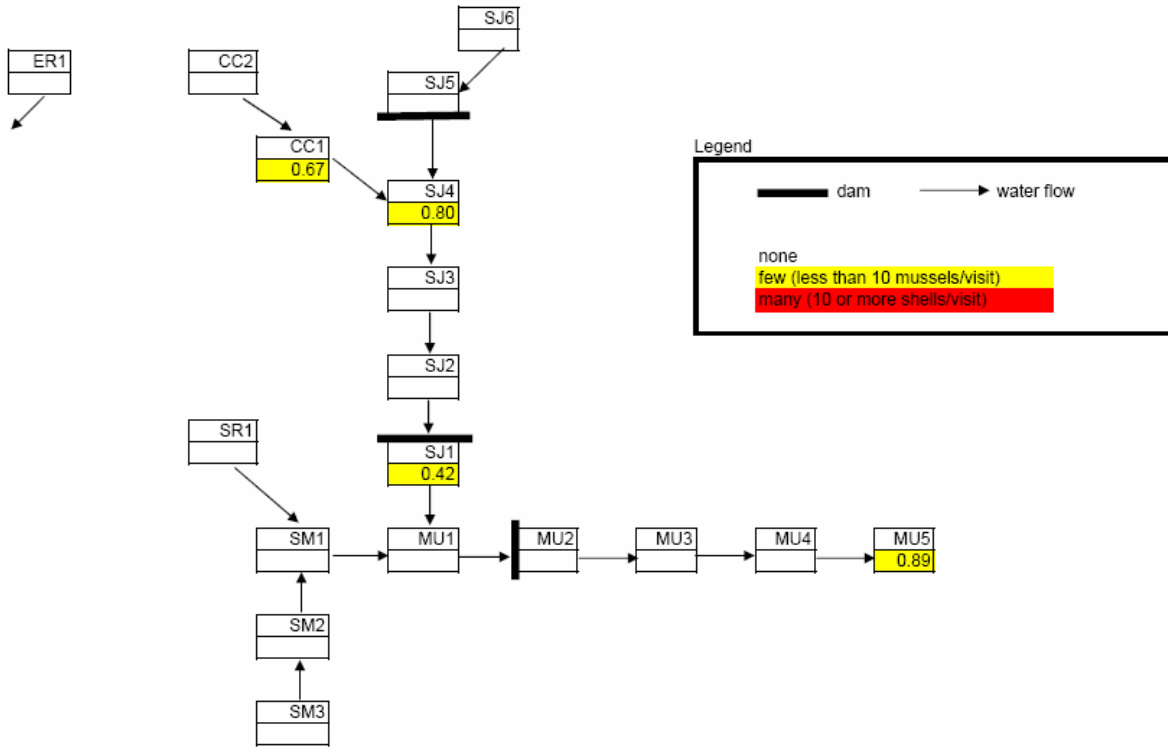 SJ6
ER1
CC2
SJ5
CC1
0.67
Legend
SJ4
0.80
dam
water flow
none
few (less than 10 mussels/visit)
many (10 or more shells/visit)
SJ3
SJ2
SR1
SJ1
0.42
SM1
MU1
MU2
MU3
MU4
MU5
0.89
SM2
SM3